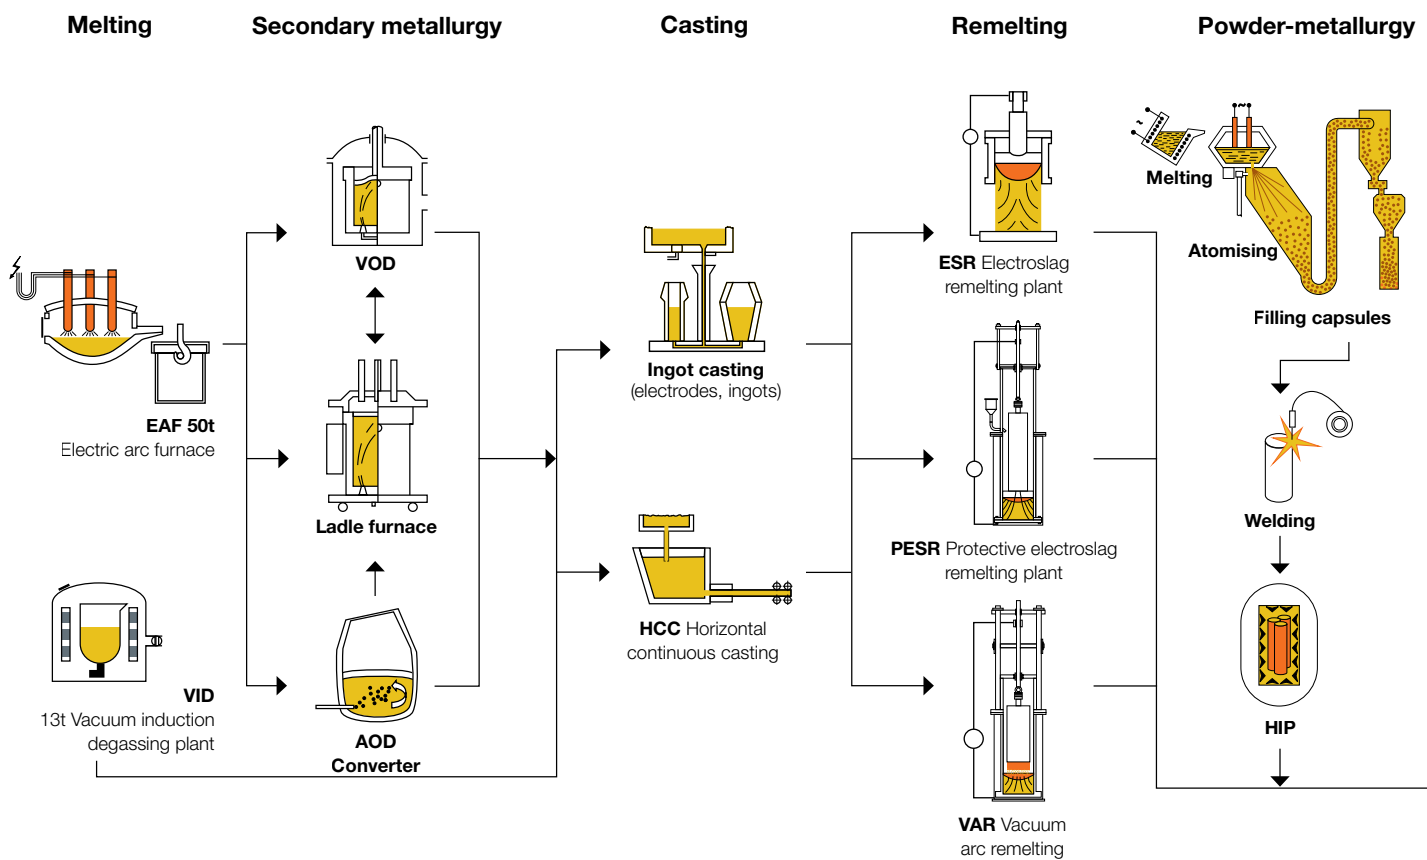 Melting
Secondary metallurgy
Casting
Remelting
Powder-metallurgy
EAF 50t
Electric arc furnace
VID
13t Vacuum induction
degassing plant
VOD
Ladle furnace
AOD
Converter
Ingot casting
(electrodes, ingots)
HCC Horizontal
continuous casting
ESR Electroslag
remelting plant
PESR Protective electroslag
remelting plant
VAR Vacuum
arc remelting
Melting
Atomising
Filling capsules
Welding
HIP